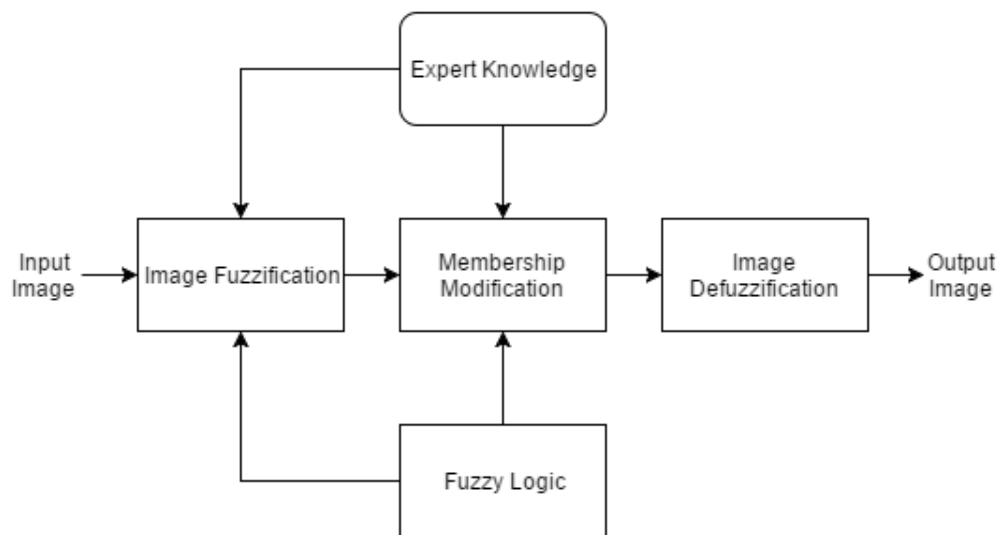 Expert Knowledge
Input
Image
Image Fuzzification
Membership
Modification
Image
Defuzzification
Output
Image
Fuzzy Logic